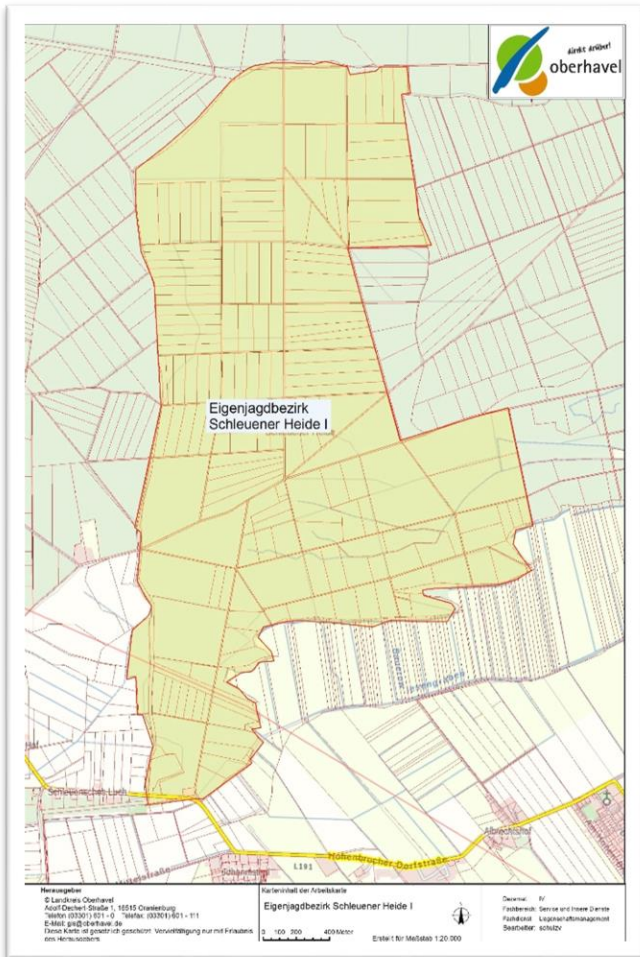 direkt drüber!
oberhavel
Eigenjagdbezirk
Schleuener Heide I
Hohenbrucher Dorfstraße
L191
Albrechtshof
Herausgeber
© Landkreis Oberhavel
Adolf-Dechert-Straße 1, 16515 Oranienburg
Telefon (03301) 601 - 0 Telefax: (03301) 601 - 111
E-Mail: gis@oberhavel.de
Diese Karte ist gesetzlich geschützt. Vervielfältigung nur mit Erlaubnis
des Herausgebers
Karteninhalt der Arbeitskarte
Eigenjagdbezirk Schleuener Heide I
0 100 200 400 Meter
Erstellt für Maßstab 1:20.000
Dezernat: IV
Fachbereich: Service und Innere Dienste
Fachdienst: Liegenschaftsmanagement
Bearbeiter: schulzv